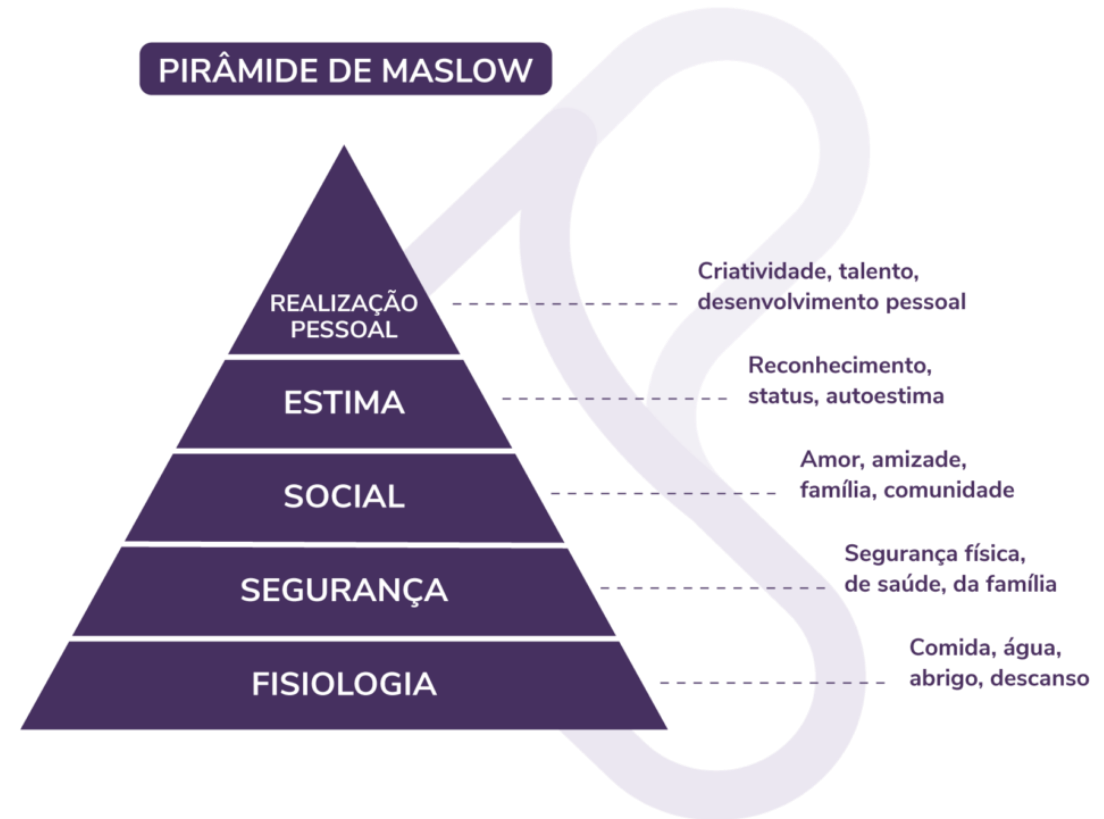 PIRÂMIDE DE MASLOW
REALIZAÇÃO
PESSOAL
Criatividade, talento,
desenvolvimento pessoal
ESTIMA
Reconhecimento,
status, autoestima
SOCIAL
Amor, amizade,
família, comunidade
SEGURANÇA
Segurança física,
de saúde, da família
FISIOLOGIA
Comida, água,
abrigo, descanso